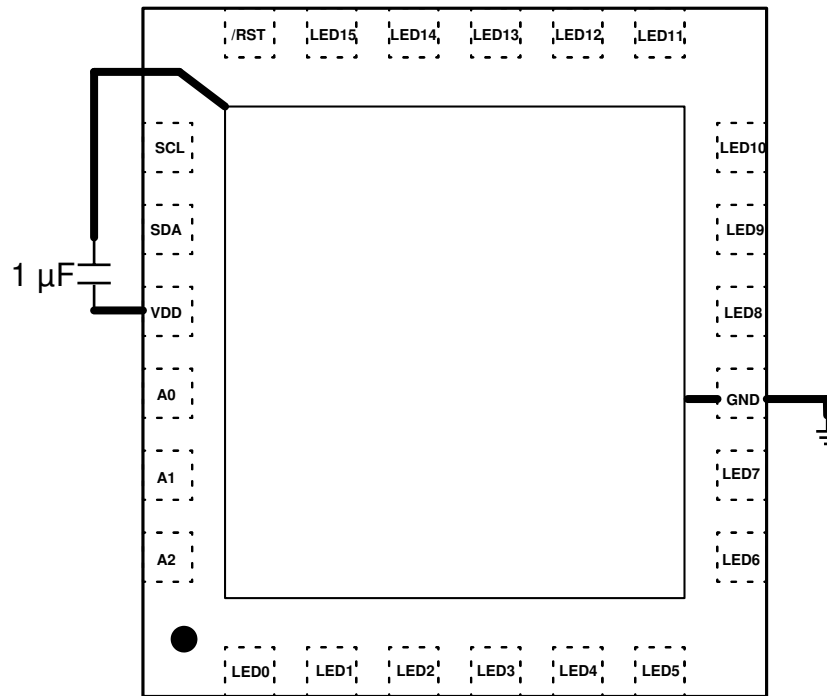 /RST LED15 LED14 LED13 LED12 LED11
SCL LED10
SDA LED9
1 µF
VDD LED8
A0 GND
A1 LED7
A2 LED6
LED0 LED1 LED2 LED3 LED4 LED5